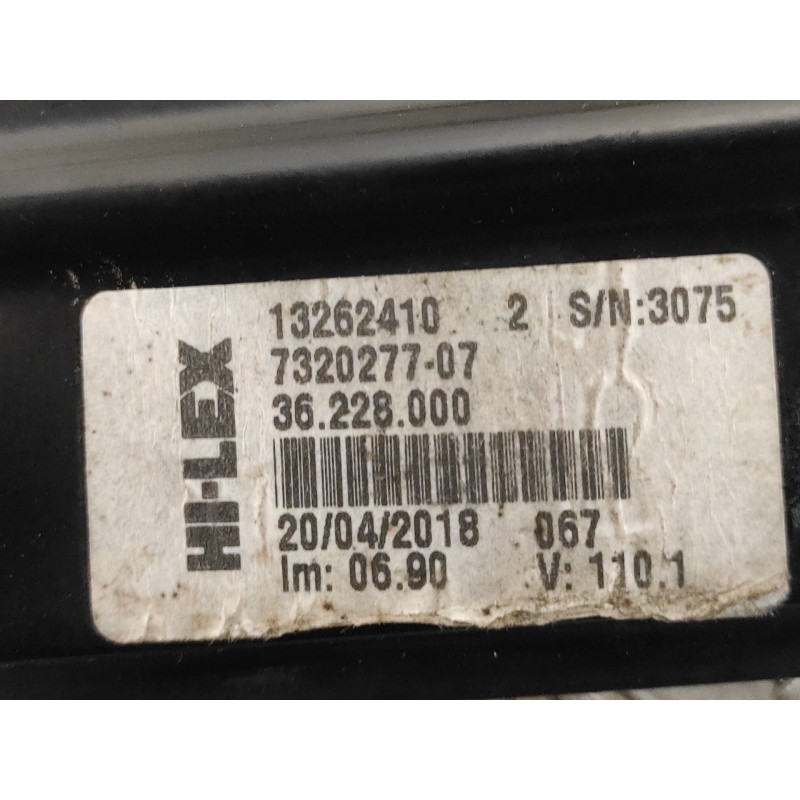 HI-LEX
13262410 2 S/N:3075
7320277-07
36.228.000
20/04/2018 067
Im: 06.90 V: 110.1